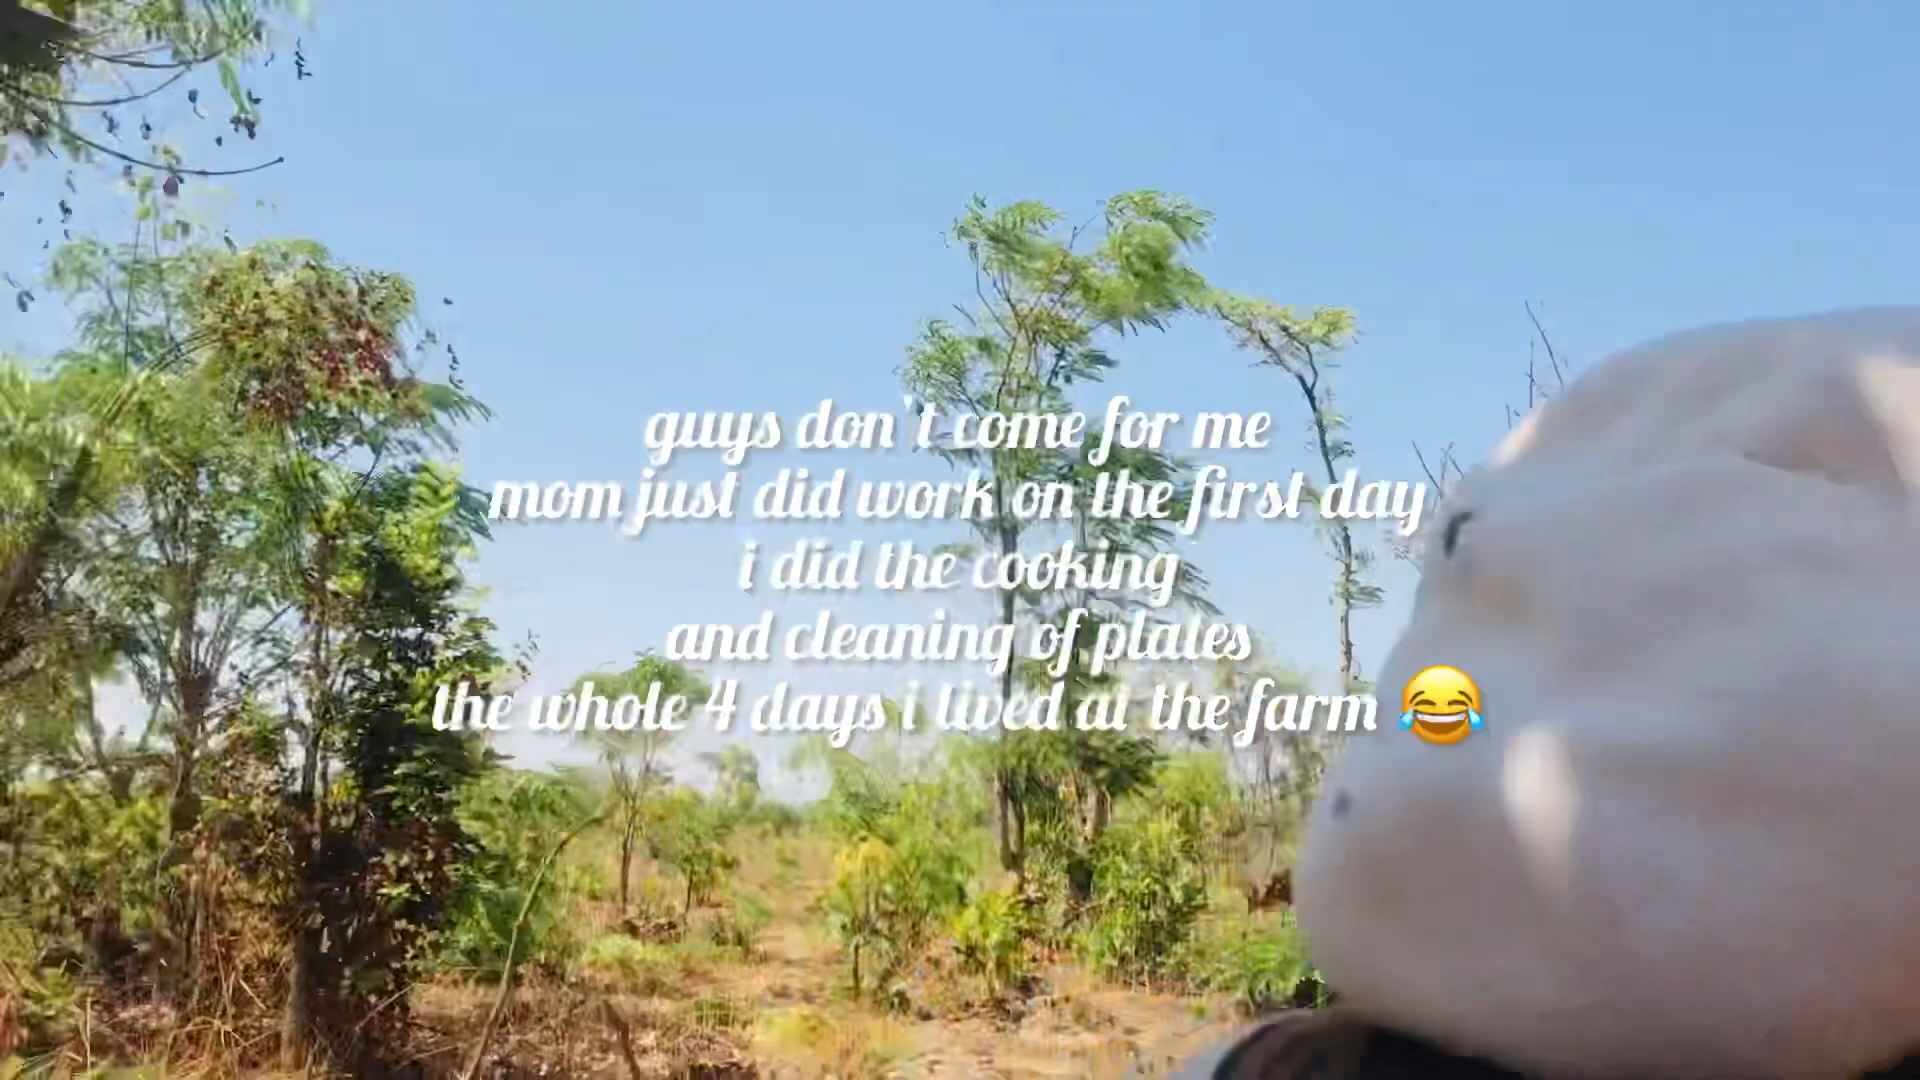 guys don't come for me
mom just did work on the first day
i did the cooking
and cleaning of plates
the whole 4 days i lived at the farm 😂